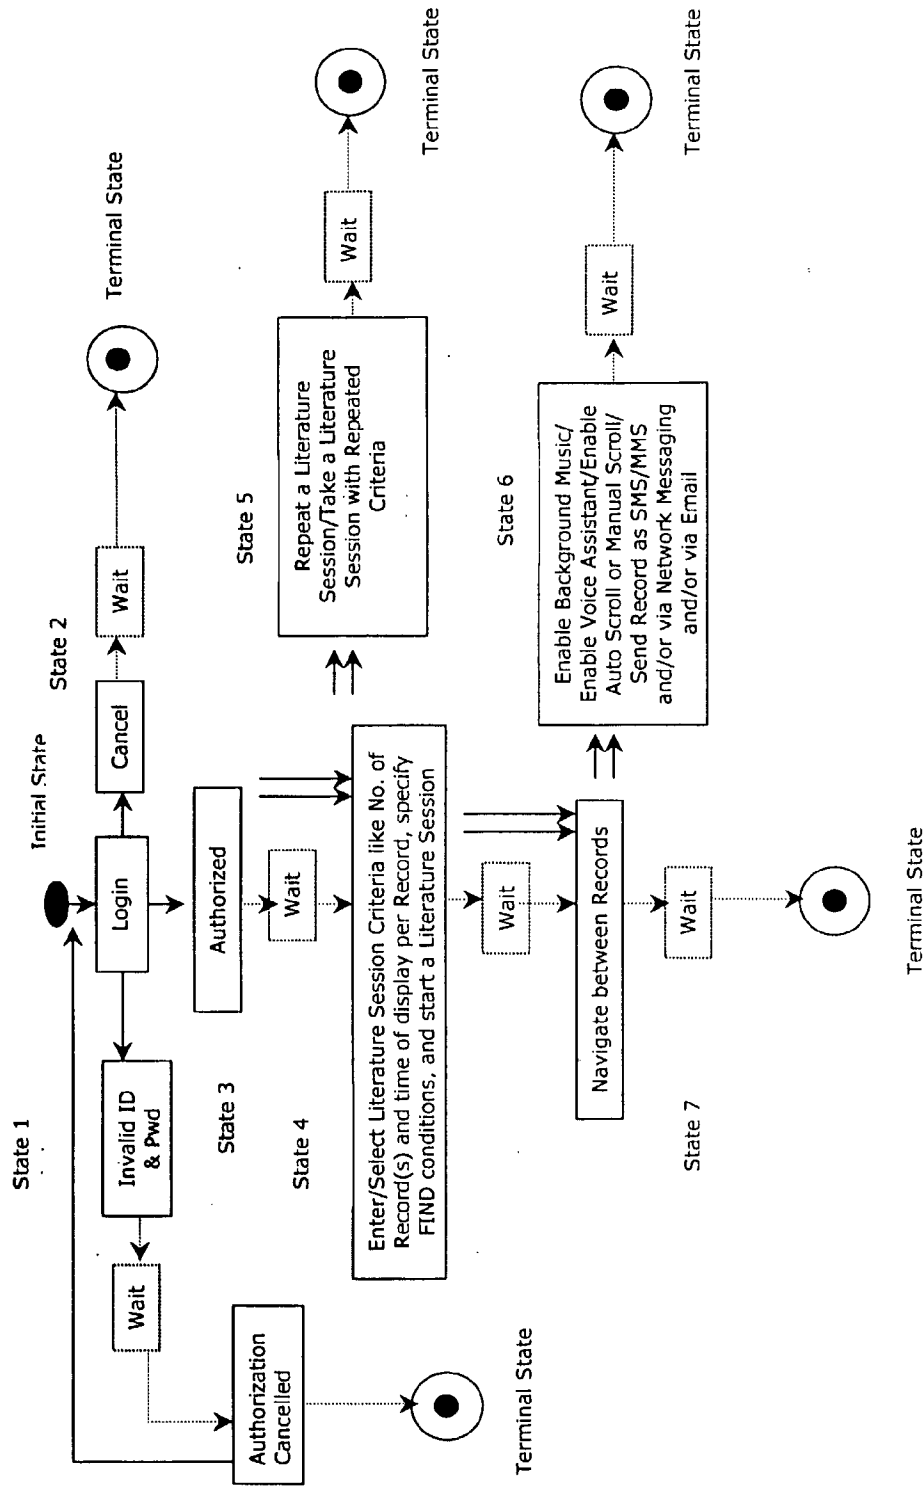 State 1
Initial State
State 2
Terminal State
Wait
Invalid ID
& Pwd
Login
Cancel
Wait
Authorization
Cancelled
State 3
Authorized
State 5
Terminal State
Wait
State 4
Repeat a Literature
Session/Take a Literature
Session with Repeated
Criteria
Wait
Enter/Select Literature Session Criteria like No. of
Record(s) and time of display per Record, specify
FIND conditions, and start a Literature Session
Terminal State
State 6
Terminal State
Wait
Enable Background Music/
Enable Voice Assistant/Enable
Auto Scroll or Manual Scroll/
Send Record as SMS/MMS
and/or via Network Messaging
and/or via Email
Wait
Navigate between Records
State 7
Wait
Terminal State
Terminal State